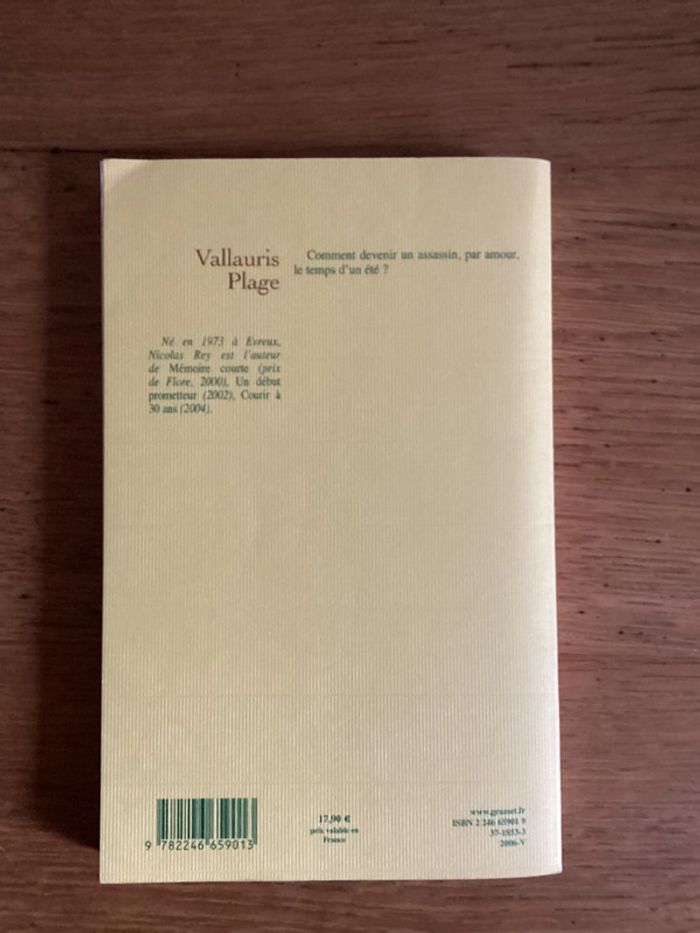 Vallauris
Plage
Comment devenir un assassin, par amour,
le temps d'un été ?
Né en 1973 à Evreux,
Nicolas Rey est l'auteur
de Mémoire courte (prix
de Flore, 2000), Un début
prometteur (2002), Courir à
30 ans (2004).
9 782246 659013
17,90 €
prix valable en
France
www.grasset.fr
ISBN 2 246 65901 9
37-1853-3
2006-V